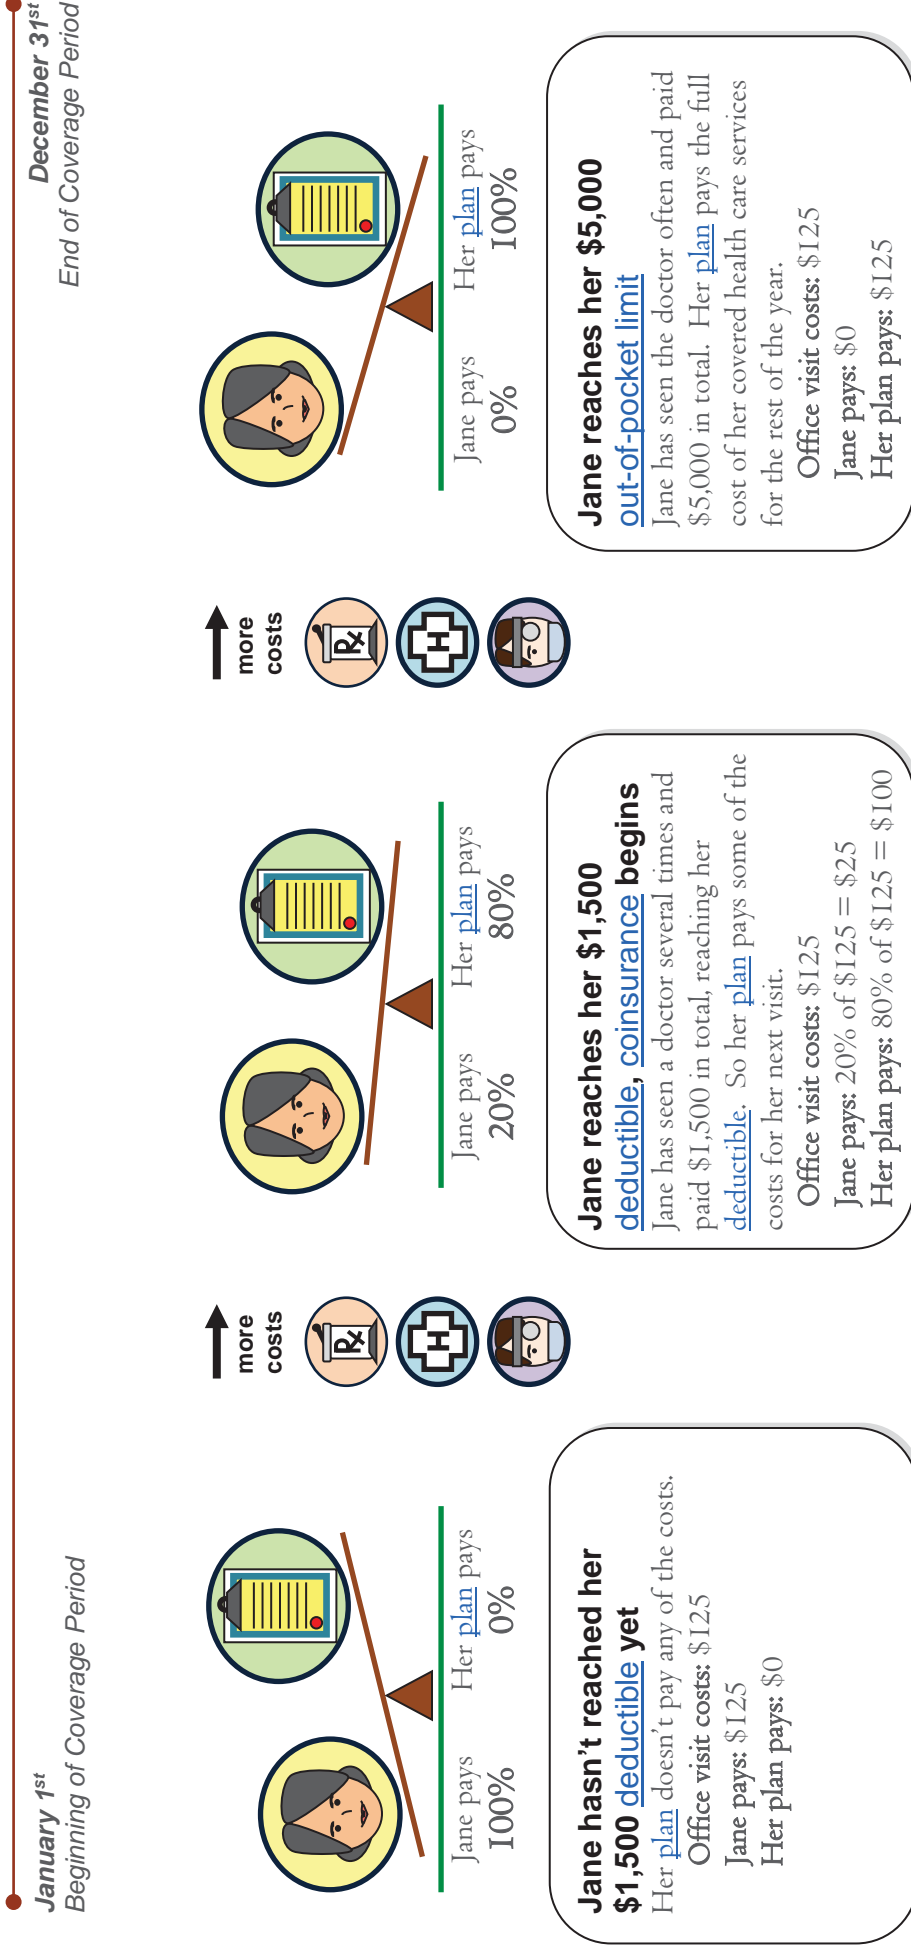 January 1st
Beginning of Coverage Period
December 31st
End of Coverage Period
Jane pays
100%
Her plan pays
0%
more
costs
Rx
H
Jane pays
20%
Her plan pays
80%
more
costs
Rx
H
Jane pays
0%
Her plan pays
100%
Jane hasn’t reached her
$1,500 deductible yet
Her plan doesn’t pay any of the costs.
Office visit costs: $125
Jane pays: $125
Her plan pays: $0
Jane reaches her $1,500
deductible, coinsurance begins
Jane has seen a doctor several times and
paid $1,500 in total, reaching her
deductible. So her plan pays some of the
costs for her next visit.
Office visit costs: $125
Jane pays: 20% of $125 = $25
Her plan pays: 80% of $125 = $100
Jane reaches her $5,000
out-of-pocket limit
Jane has seen the doctor often and paid
$5,000 in total. Her plan pays the full
cost of her covered health care services
for the rest of the year.
Office visit costs: $125
Jane pays: $0
Her plan pays: $125